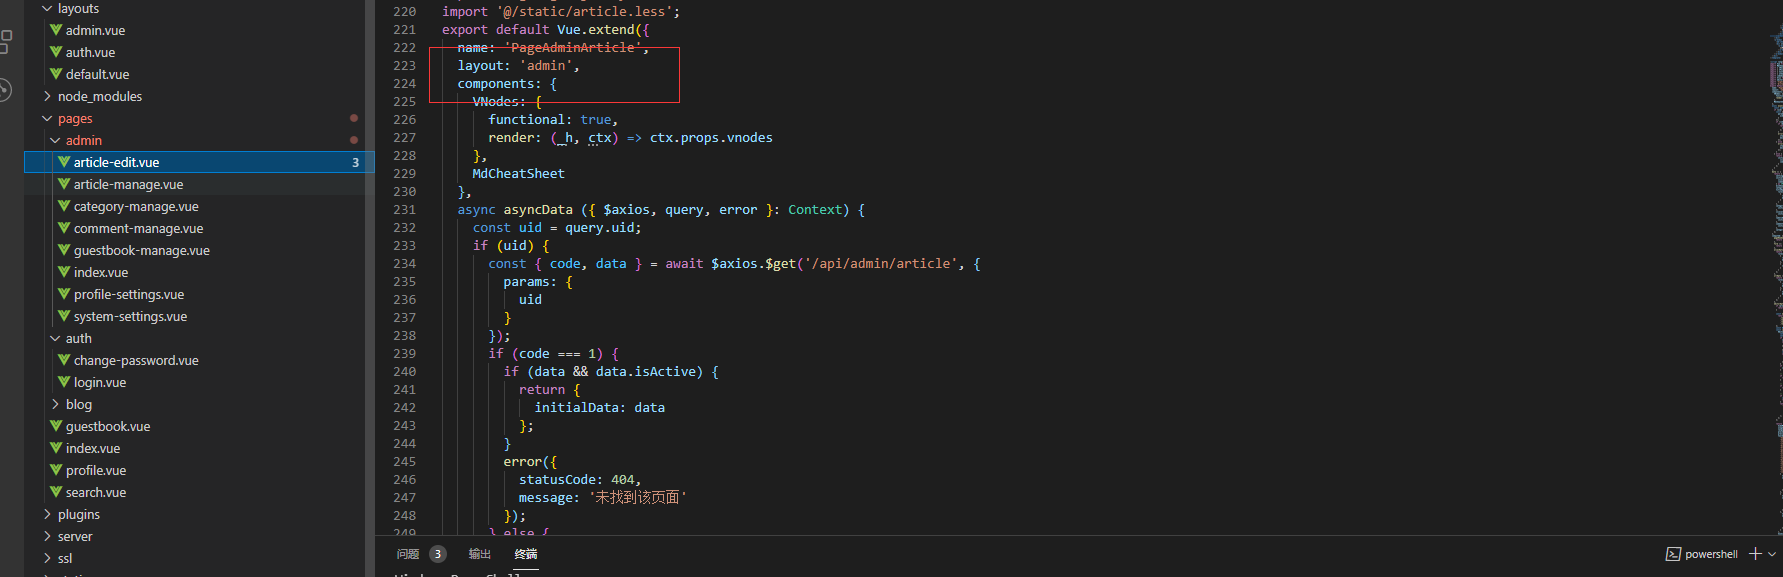 layouts
admin.vue
auth.vue
default.vue
node_modules
pages
admin
article-edit.vue 3
article-manage.vue
category-manage.vue
comment-manage.vue
guestbook-manage.vue
index.vue
profile-settings.vue
system-settings.vue
auth
change-password.vue
login.vue
blog
guestbook.vue
index.vue
profile.vue
search.vue
plugins
server
ssl
220 import '@/static/article.less';
221 export default Vue.extend({
222 name: 'PageAdminArticle',
223 layout: 'admin',
224 components: {
225 VNodes: {
226 functional: true,
227 render: (_h, ctx) => ctx.props.vnodes
228 },
229 MdCheatSheet
230 },
231 async asyncData ({ $axios, query, error }: Context) {
232 const uid = query.uid;
233 if (uid) {
234 const { code, data } = await $axios.$get('/api/admin/article', {
235 params: {
236 uid
237 }
238 });
239 if (code === 1) {
240 if (data && data.isActive) {
241 return {
242 initialData: data
243 };
244 }
245 error({
246 statusCode: 404,
247 message: '未找到该页面'
248 });
249 } else {
问题 3 输出 终端
powershell